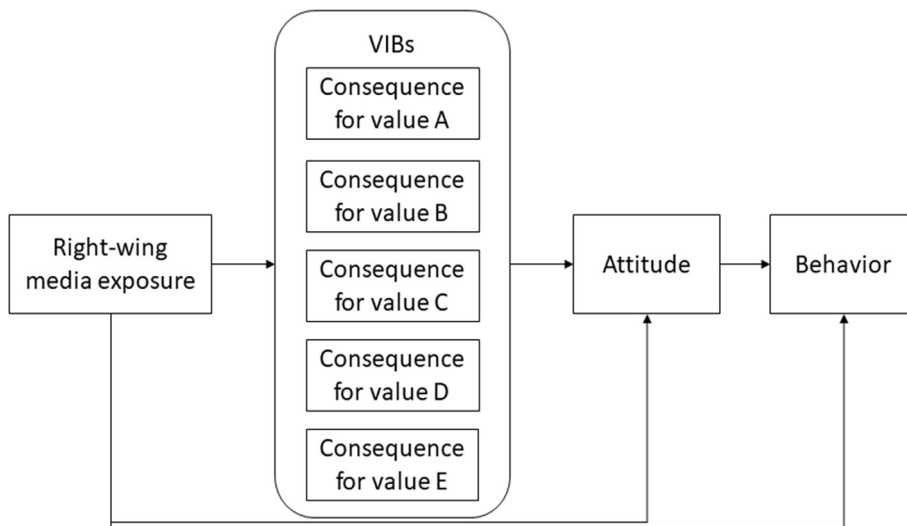 VIBs
Consequence
for value A
Consequence
for value B
Right-wing
media exposure
Consequence
for value C
Attitude
Behavior
Consequence
for value D
Consequence
for value E